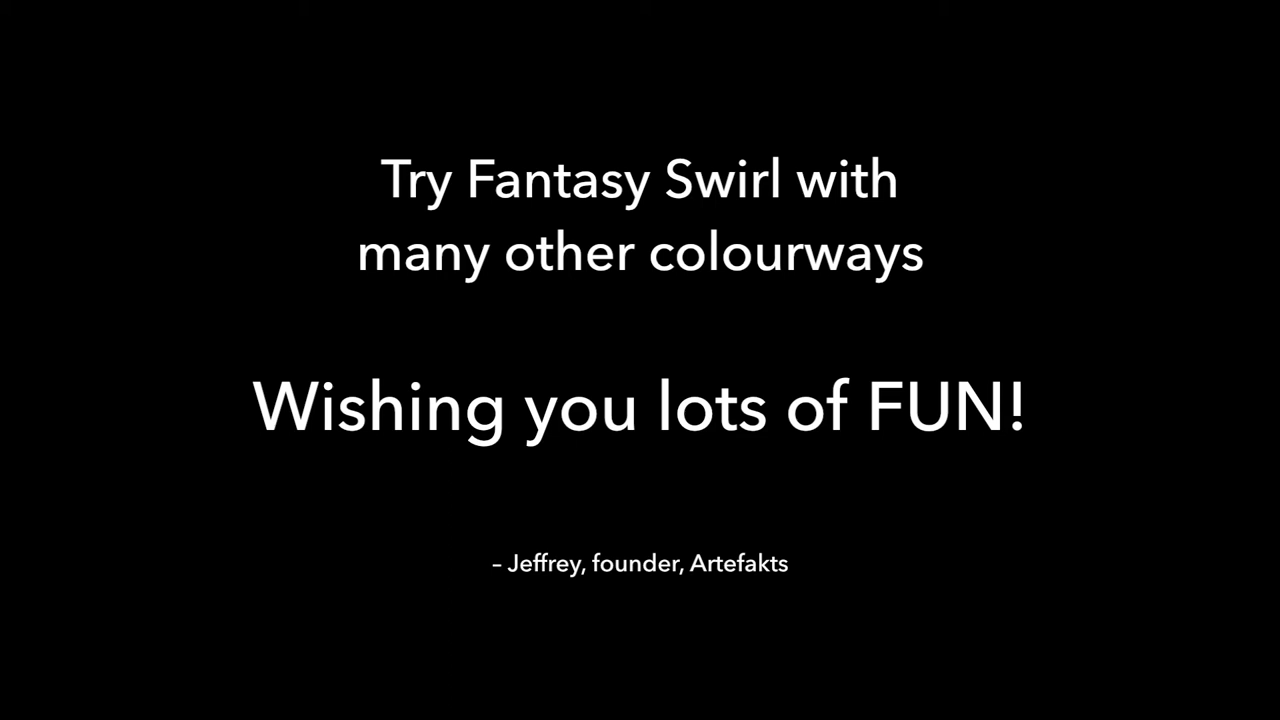 Try Fantasy Swirl with
many other colourways
Wishing you lots of FUN!
– Jeffrey, founder, Artefakts